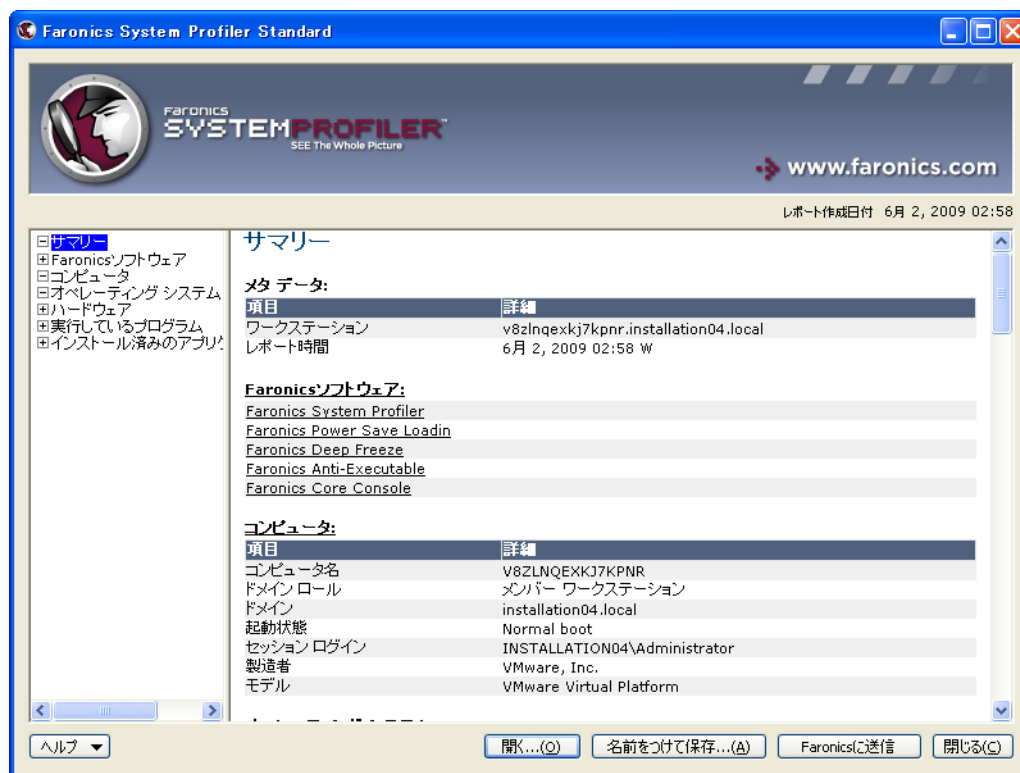 Faronics System Profiler Standard
Faronics
SYSTEMPROFILER™
SEE The Whole Picture
www.faronics.com
レポート作成日付 6月 2, 2009 02:58
サマリー
Faronicsソフトウェア
コンピュータ
オペレーティング システム
ハードウェア
実行しているプログラム
インストール済みのアプリ
サマリー
メタ データ:
項目 詳細
ワークステーション v8zlnqexkj7kpnr.installation04.local
レポート時間 6月 2, 2009 02:58 W
Faronicsソフトウェア:
Faronics System Profiler
Faronics Power Save Loadin
Faronics Deep Freeze
Faronics Anti-Executable
Faronics Core Console
コンピュータ:
項目 詳細
コンピュータ名 V8ZLNQEXKJ7KPNR
ドメイン ロール メンバー ワークステーション
ドメイン installation04.local
起動状態 Normal boot
セッション ログイン INSTALLATION04\Administrator
製造者 VMware, Inc.
モデル VMware Virtual Platform
ヘルプ
開く...(O)
名前をつけて保存...(A)
Faronicsに送信
閉じる(C)